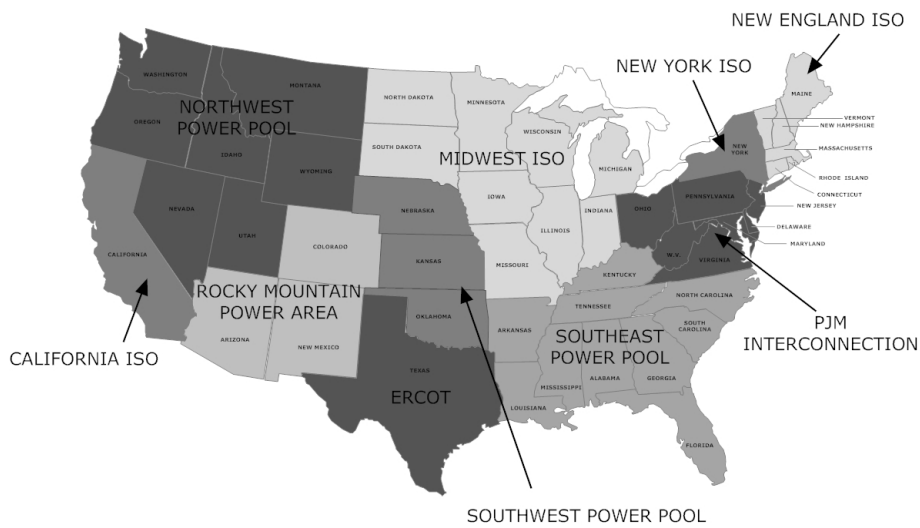 NEW ENGLAND ISO
NEW YORK ISO
WASHINGTON
MONTANA
NORTH DAKOTA
MINNESOTA
MAINE
NORTHWEST
POWER POOL
OREGON
IDAHO
WYOMING
SOUTH DAKOTA
WISCONSIN
MIDWEST ISO
MICHIGAN
NEW
YORK
VERMONT
NEW HAMPSHIRE
MASSACHUSETTS
RHODE ISLAND
CONNECTICUT
NEW JERSEY
DELAWARE
MARYLAND
NEVADA
UTAH
CALIFORNIA
COLORADO
NEBRASKA
KANSAS
IOWA
ILLINOIS
INDIANA
OHIO
PENNSYLVANIA
W.V.
VIRGINIA
MISSOURI
KENTUCKY
ROCKY MOUNTAIN
POWER AREA
ARIZONA
NEW MEXICO
OKLAHOMA
ARKANSAS
TENNESSEE
NORTH CAROLINA
SOUTH
CAROLINA
SOUTHEAST
POWER POOL
PJM
INTERCONNECTION
CALIFORNIA ISO
TEXAS
ERCOT
LOUISIANA
MISSISSIPPI
ALABAMA
GEORGIA
FLORIDA
SOUTHWEST POWER POOL